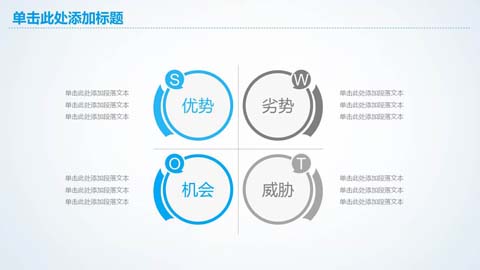 单击此处添加标题
S
W
单击此处添加段落文本
单击此处添加段落文本
单击此处添加段落文本
优势
劣势
单击此处添加段落文本
单击此处添加段落文本
单击此处添加段落文本
O
T
单击此处添加段落文本
单击此处添加段落文本
单击此处添加段落文本
机会
威胁
单击此处添加段落文本
单击此处添加段落文本
单击此处添加段落文本